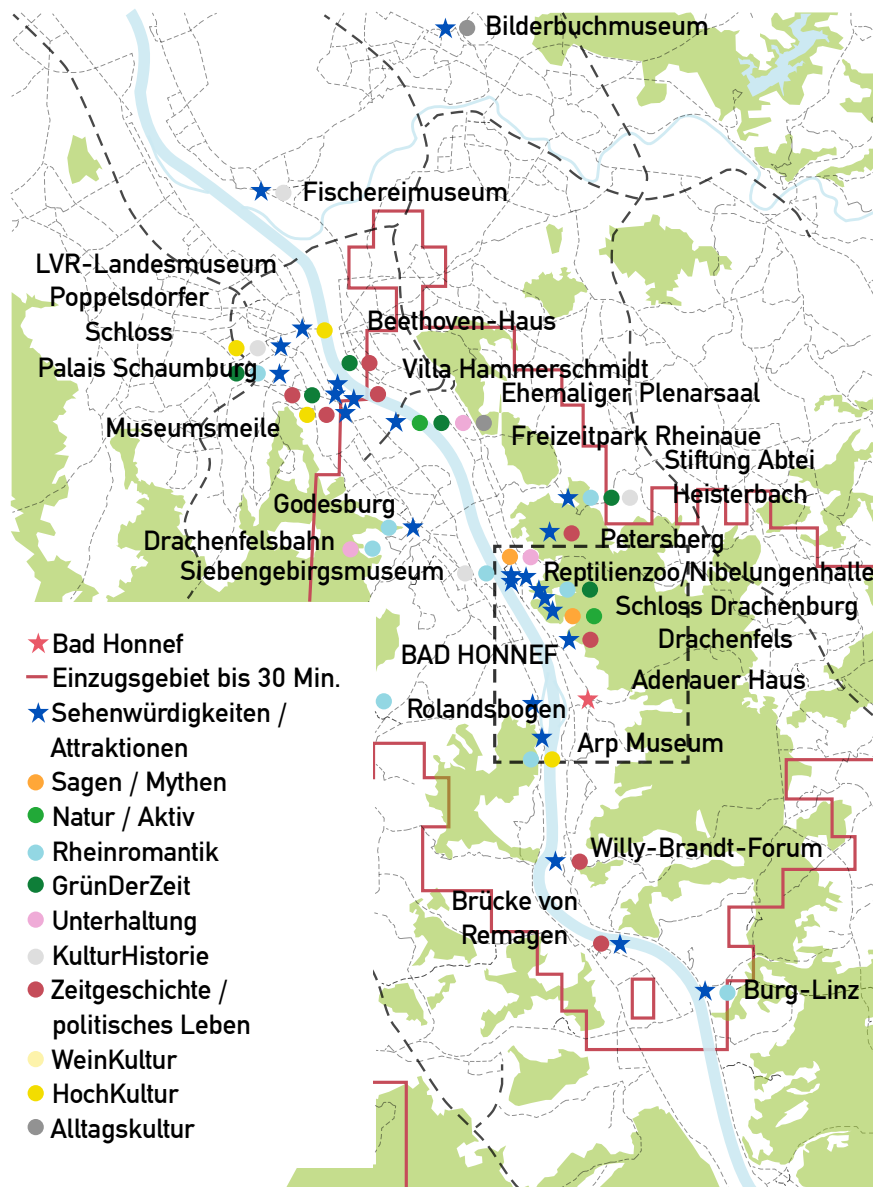 Bilderbuchmuseum
Fischereimuseum
LVR-Landesmuseum
Poppelsdorfer
Schloss
Beethoven-Haus
Palais Schaumburg
Villa Hammerschmidt
Ehemaliger Plenarsaal
Museumsmeile
Freizeitpark Rheinaue
Stiftung Abtei
Heisterbach
Godesburg
Petersberg
Drachenfelsbahn
Siebengebirgsmuseum
Reptilienzoo/Nibelungenhalle
Schloss Drachenburg
Drachenfels
BAD HONNEF
Adenauer Haus
Rolandsbogen
Arp Museum
Willy-Brandt-Forum
Brücke von
Remagen
Burg-Linz
Bad Honnef
Einzugsgebiet bis 30 Min.
Sehenwürdigkeiten /
Attraktionen
Sagen / Mythen
Natur / Aktiv
Rheinromantik
GrünDerZeit
Unterhaltung
KulturHistorie
Zeitgeschichte /
politisches Leben
WeinKultur
HochKultur
Alltagskultur